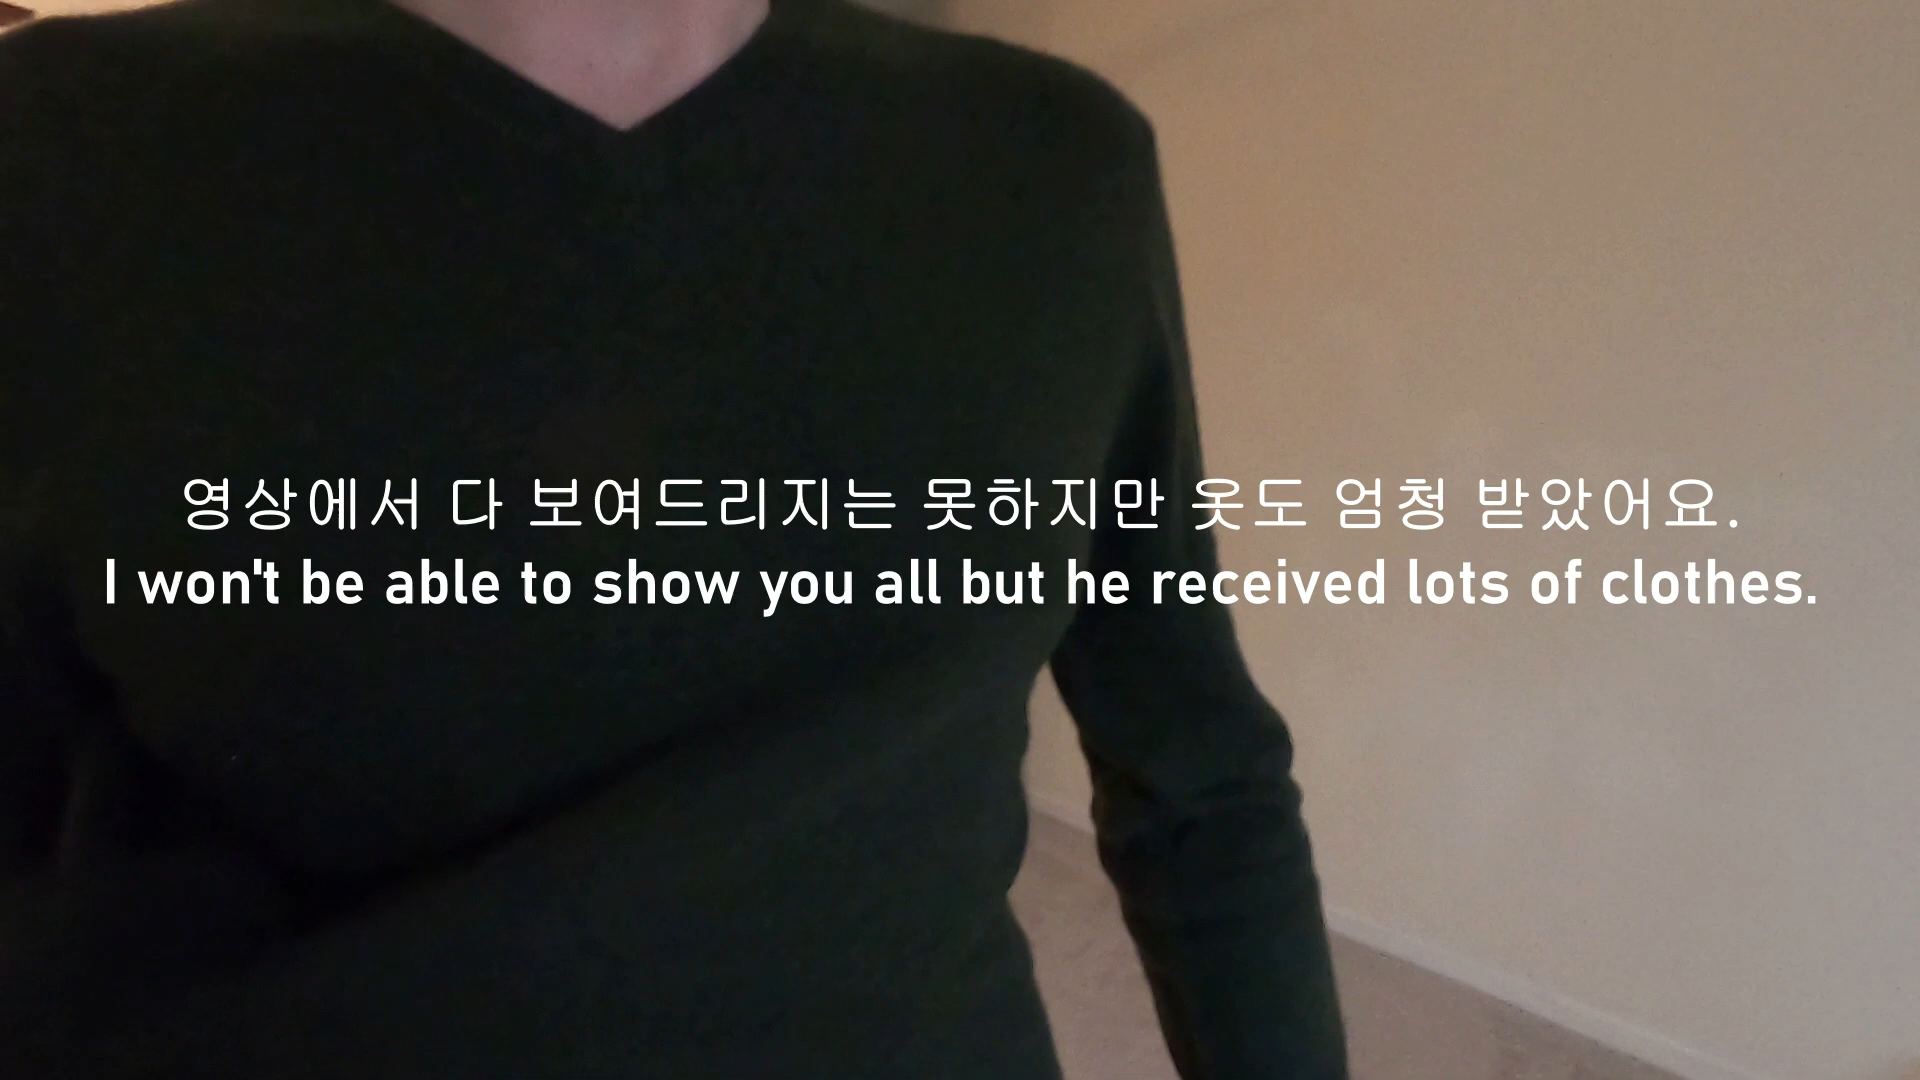 영상에서 다 보여드리지는 못하지만 옷도 엄청 받았어요.
I won't be able to show you all but he received lots of clothes.